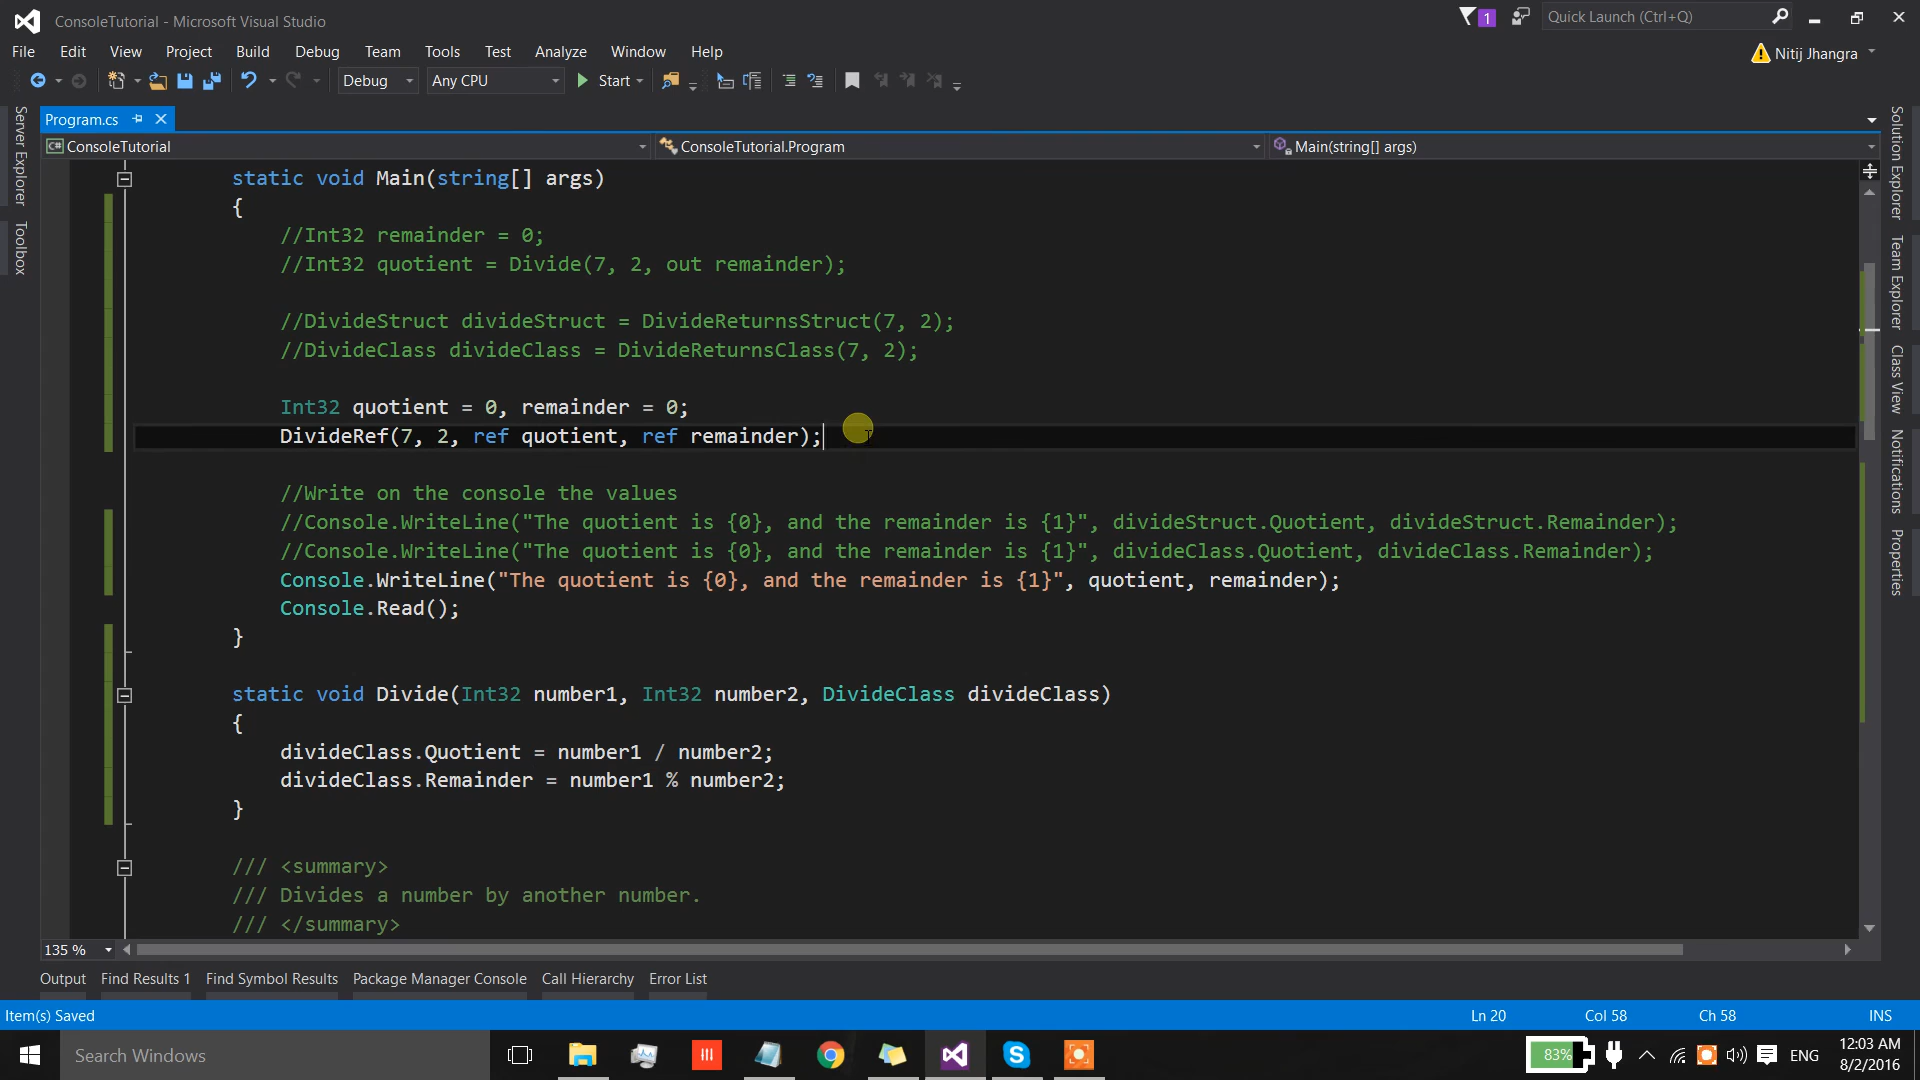 ConsoleTutorial - Microsoft Visual Studio
1
Quick Launch (Ctrl+Q)
File Edit View Project Build Debug Team Tools Test Analyze Window Help
Nitij Jhangra
Debug Any CPU Start
Program.cs
ConsoleTutorial ConsoleTutorial.Program Main(string[] args)
Server Explorer
Toolbox
static void Main(string[] args)
{
//Int32 remainder = 0;
//Int32 quotient = Divide(7, 2, out remainder);
//DivideStruct divideStruct = DivideReturnsStruct(7, 2);
//DivideClass divideClass = DivideReturnsClass(7, 2);
Int32 quotient = 0, remainder = 0;
DivideRef(7, 2, ref quotient, ref remainder);
//Write on the console the values
//Console.WriteLine("The quotient is {0}, and the remainder is {1}", divideStruct.Quotient, divideStruct.Remainder);
//Console.WriteLine("The quotient is {0}, and the remainder is {1}", divideClass.Quotient, divideClass.Remainder);
Console.WriteLine("The quotient is {0}, and the remainder is {1}", quotient, remainder);
Console.Read();
}
static void Divide(Int32 number1, Int32 number2, DivideClass divideClass)
{
divideClass.Quotient = number1 / number2;
divideClass.Remainder = number1 % number2;
}
/// <summary>
/// Divides a number by another number.
/// </summary>
Solution Explorer
Team Explorer
Class View
Notifications
Properties
135 %
Output Find Results 1 Find Symbol Results Package Manager Console Call Hierarchy Error List
Item(s) Saved Ln 20 Col 58 Ch 58 INS
Search Windows
83% ENG 12:03 AM
8/2/2016